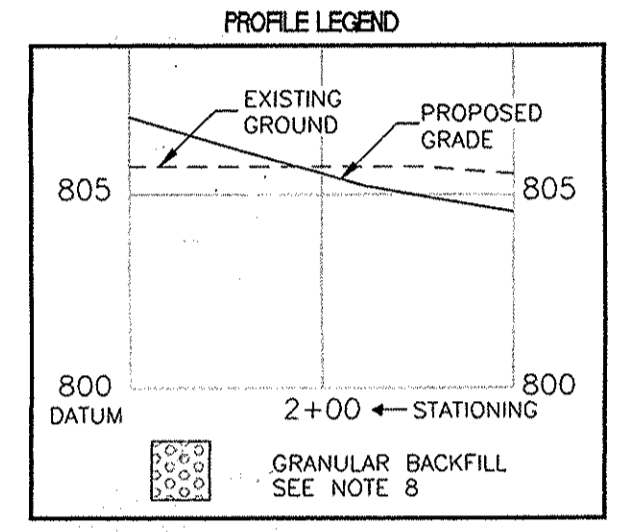 PROFILE LEGEND
EXISTING
GROUND
PROPOSED
GRADE
805
805
800
800
DATUM
2+00
STATIONING
GRANULAR BACKFILL
SEE NOTE 8